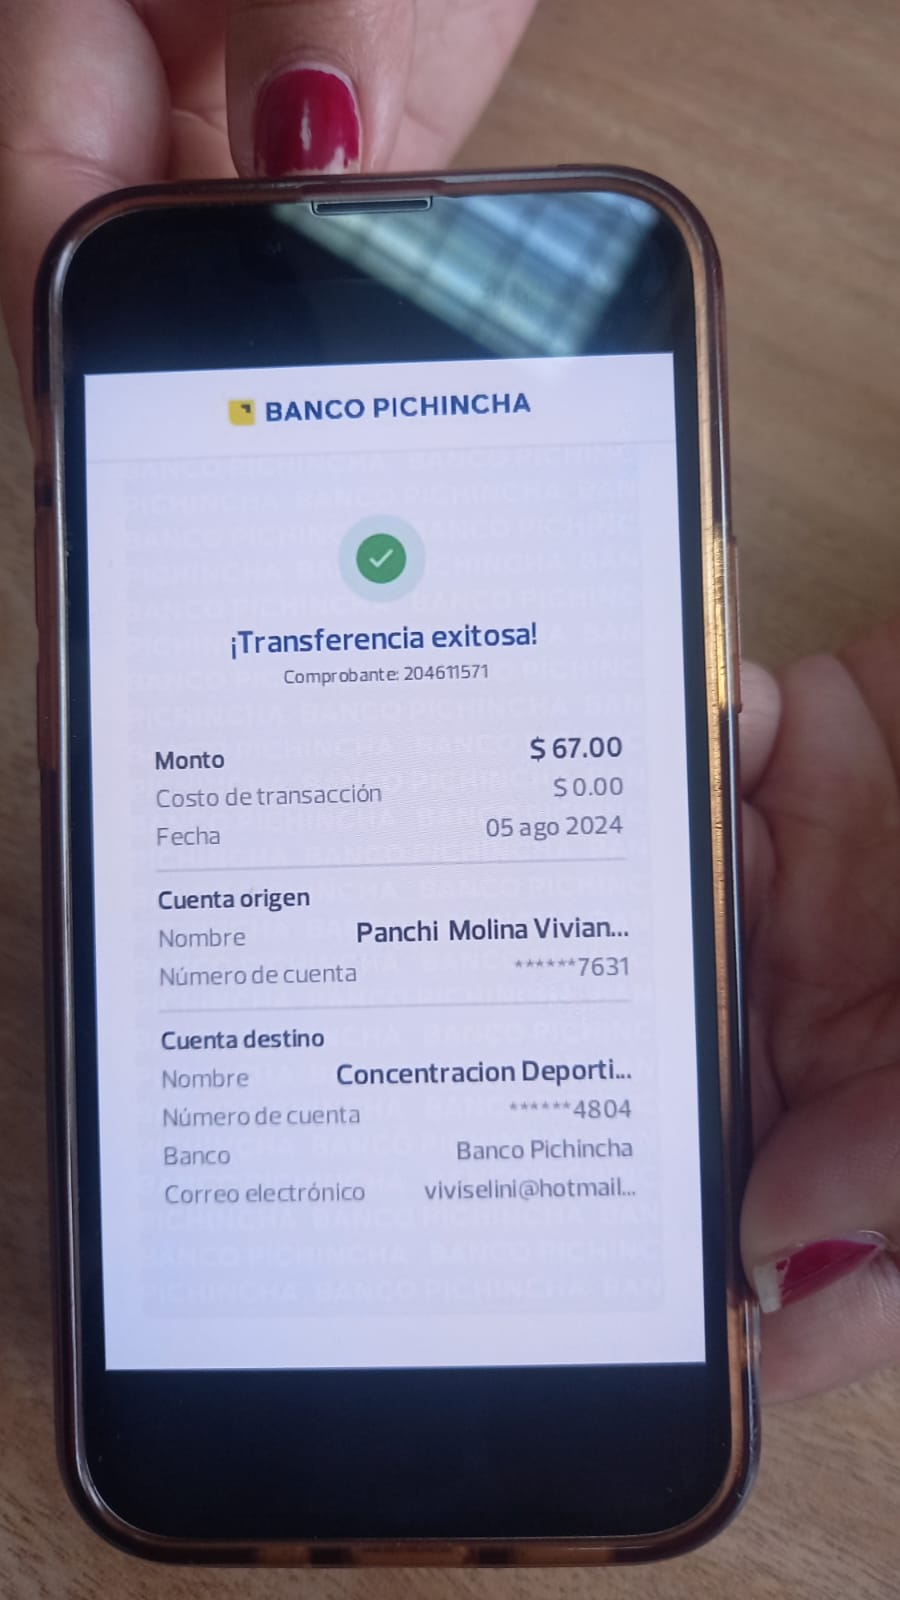 BANCO PICHINCHA
¡Transferencia exitosa!
Comprobante: 204611571
Monto $ 67.00
Costo de transacción $ 0.00
Fecha 05 ago 2024
Cuenta origen
Nombre Panchi Molina Vivian...
Número de cuenta ******7631
Cuenta destino
Nombre Concentracion Deporti...
Número de cuenta ******4804
Banco Banco Pichincha
Correo electrónico viviselini@hotmail...